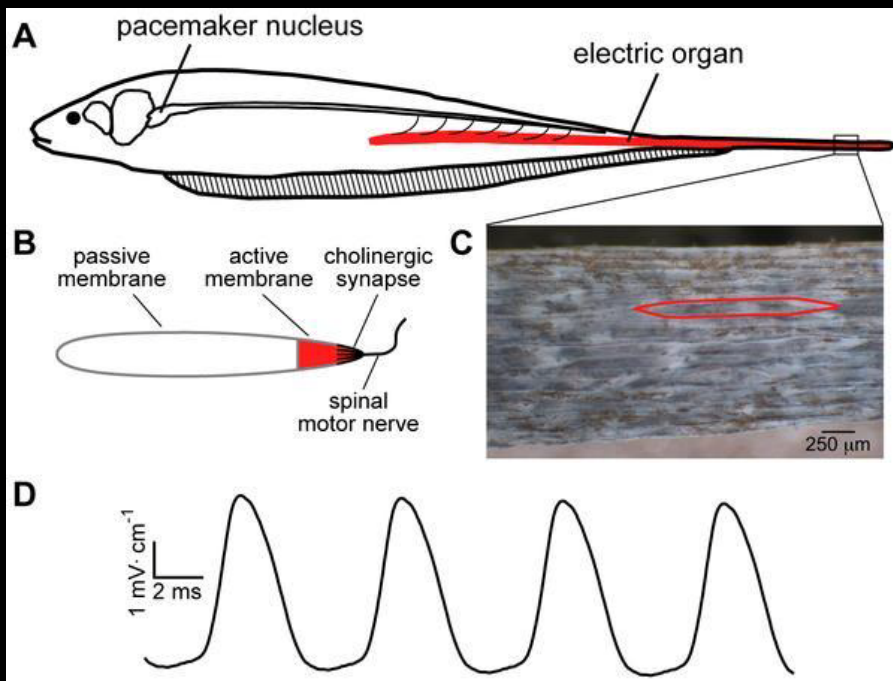 A
pacemaker nucleus
electric organ
B
passive
membrane
active
membrane
cholinergic
synapse
spinal
motor nerve
C
250 μm
D
1 mV· cm-1
2 ms